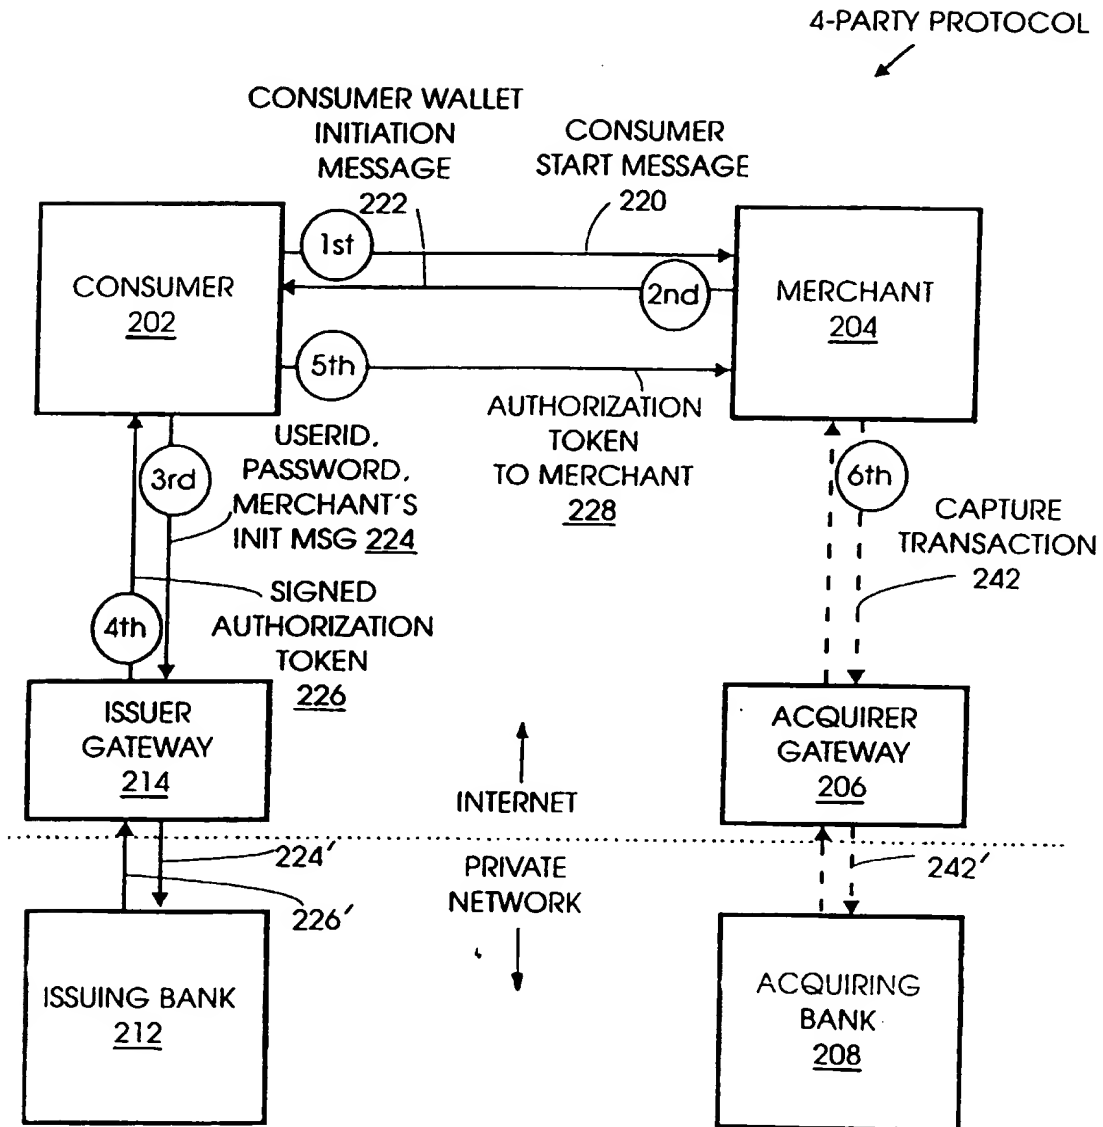 4-PARTY PROTOCOL
CONSUMER WALLET
INITIATION
MESSAGE
222
CONSUMER
START MESSAGE
220
1st
2nd
CONSUMER
202
MERCHANT
204
5th
AUTHORIZATION
TOKEN
TO MERCHANT
228
3rd
USERID,
PASSWORD,
MERCHANT'S
INIT MSG 224
6th
CAPTURE
TRANSACTION
242
4th
SIGNED
AUTHORIZATION
TOKEN
226
ISSUER
GATEWAY
214
ACQUIRER
GATEWAY
206
INTERNET
PRIVATE
NETWORK
224'
226'
242'
ISSUING BANK
212
ACQUIRING
BANK
208